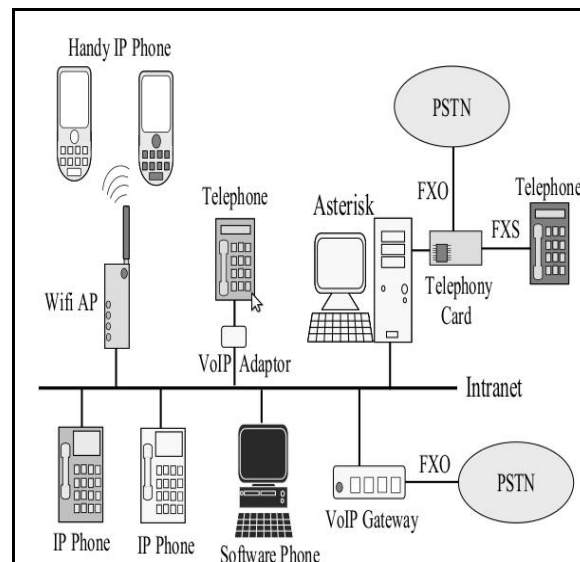 Handy IP Phone
PSTN
Telephone
Asterisk
FXO
Telephone
FXS
Wifi AP
Telephony
Card
VoIP Adaptor
Intranet
IP Phone
IP Phone
Software Phone
VoIP Gateway
FXO
PSTN